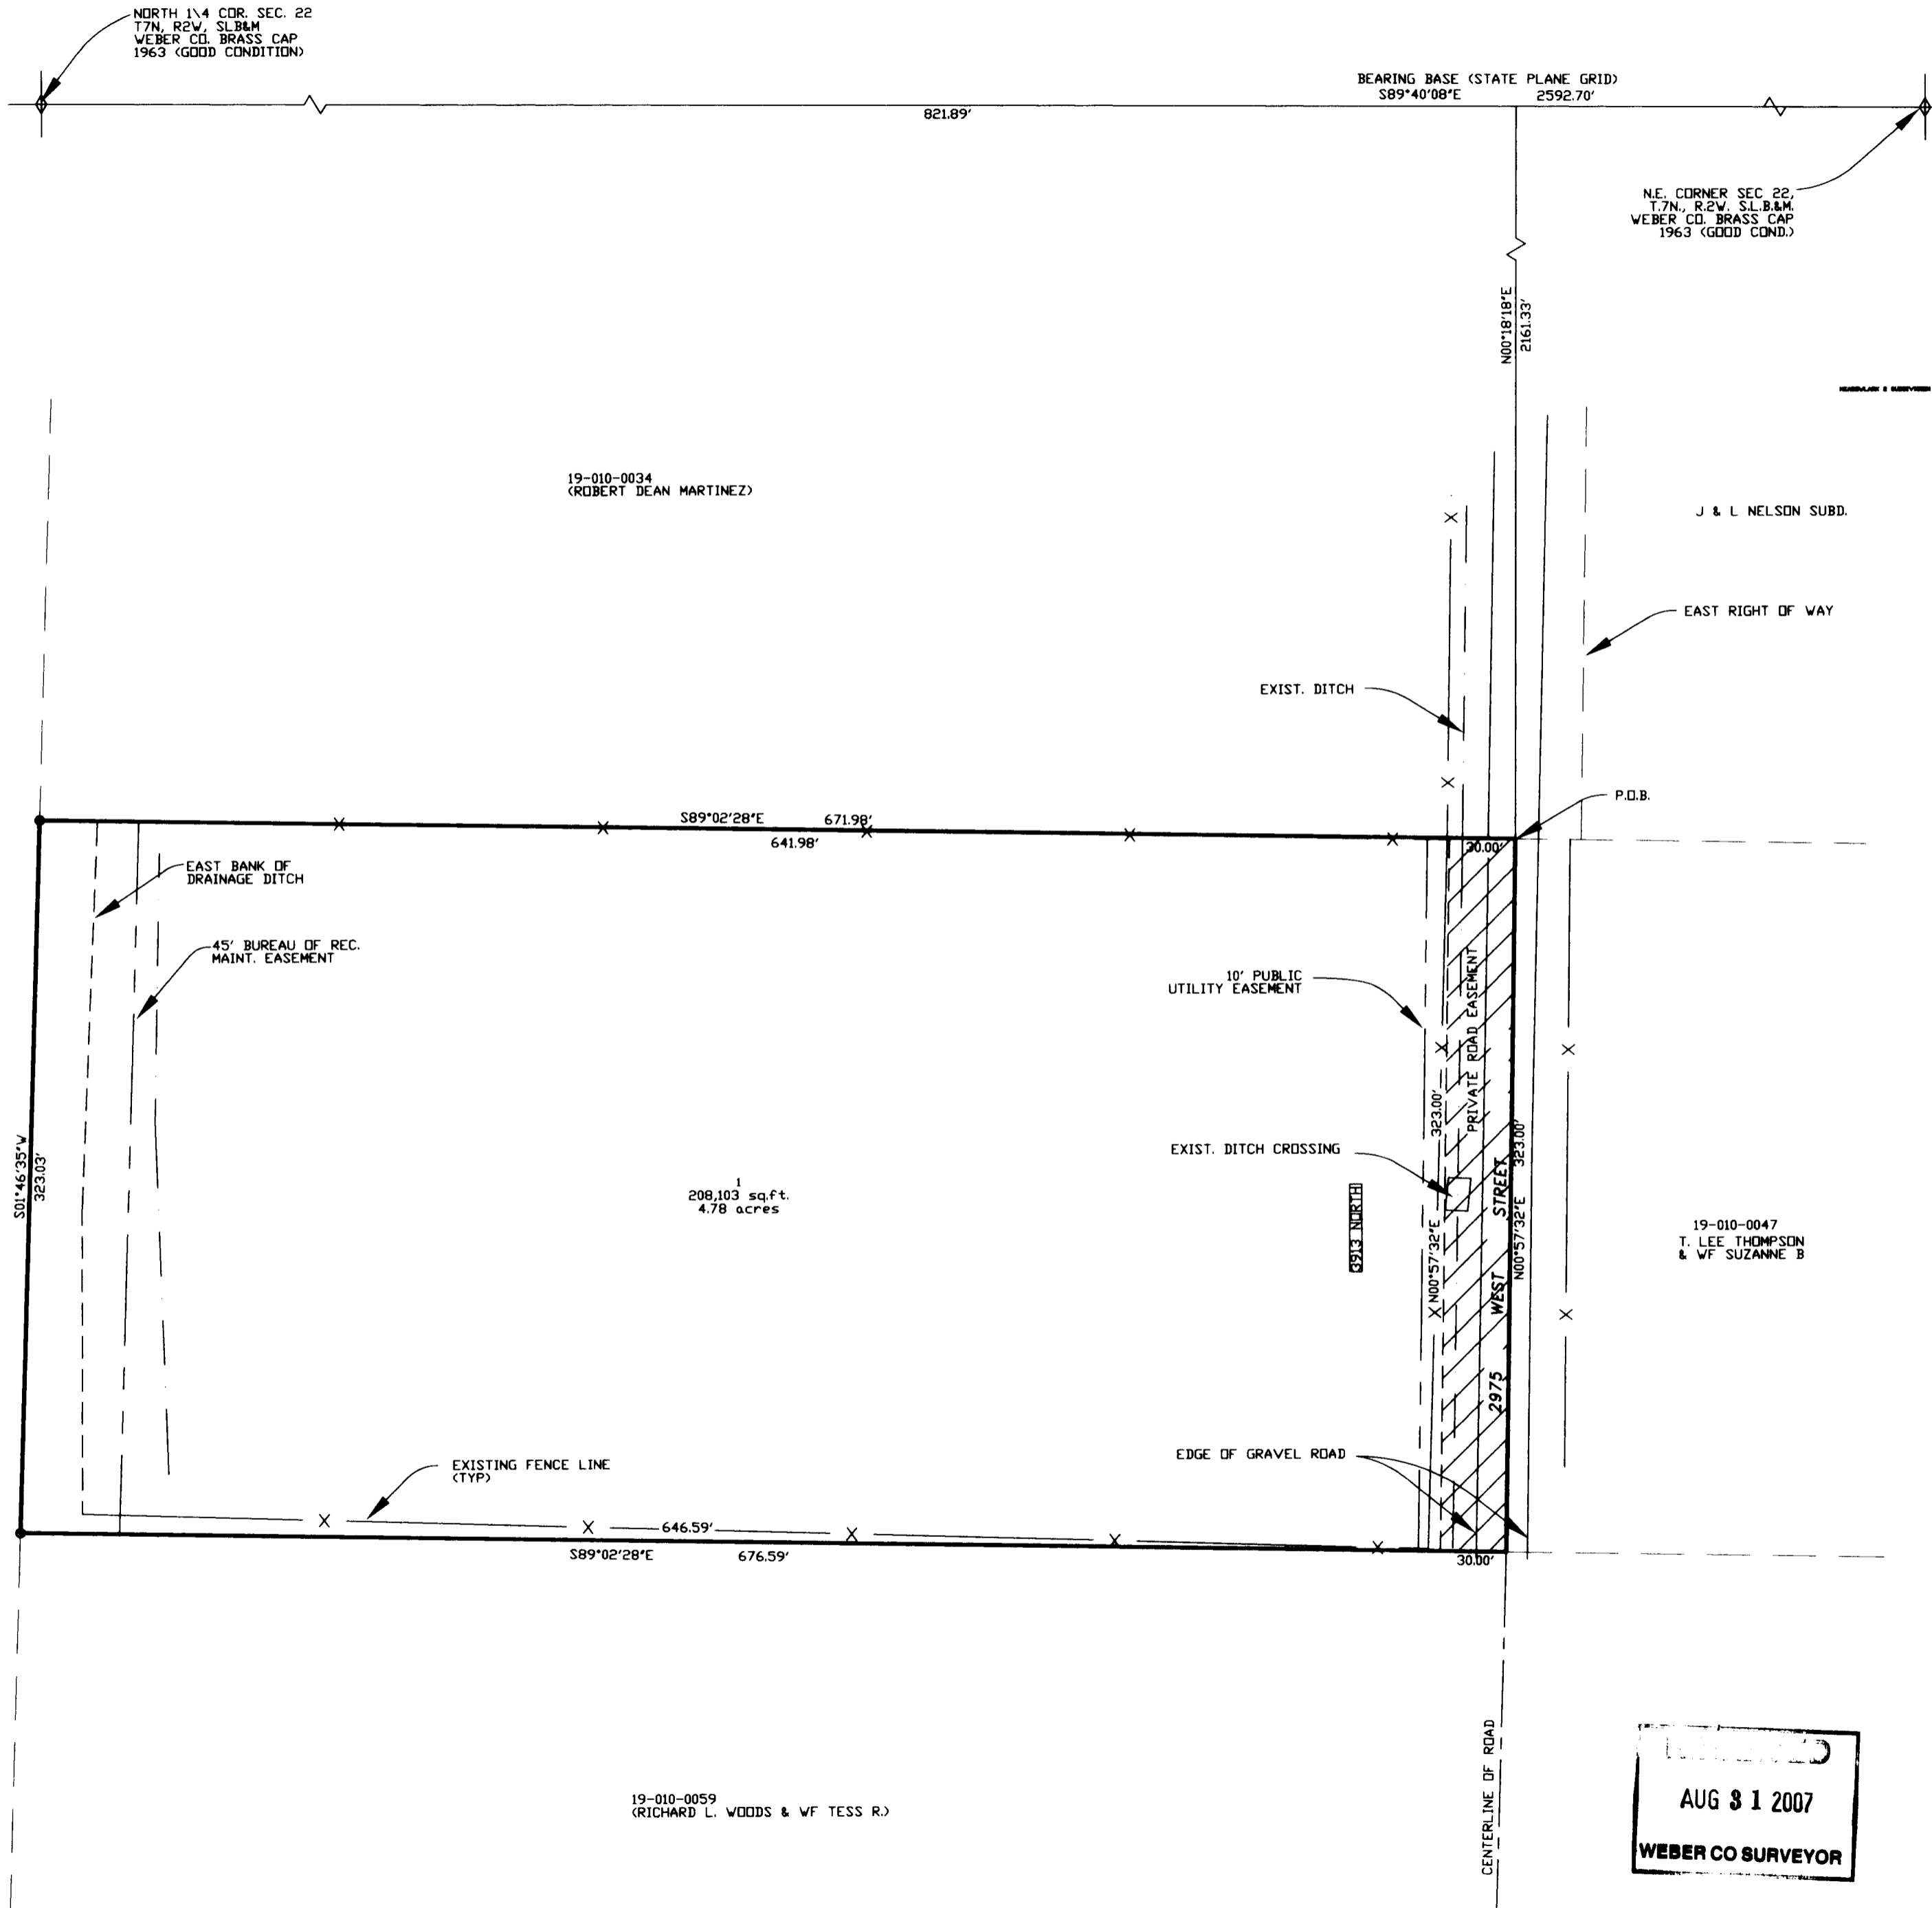 NORTH 1\4 COR. SEC. 22
T7N, R2W, SLB&M
WEBER CO. BRASS CAP
1963 (GOOD CONDITION)
BEARING BASE (STATE PLANE GRID)
S89°40'08"E 2592.70'
821.89'
N.E. CORNER SEC 22,
T.7N., R.2W. S.L.B.&M.
WEBER CO. BRASS CAP
1963 (GOOD COND.)
N00°18'18"E
2161.33'
19-010-0034
(ROBERT DEAN MARTINEZ)
J & L NELSON SUBD.
EAST RIGHT OF WAY
EXIST. DITCH
P.O.B.
S89°02'28"E 671.98'
641.98'
30.00'
EAST BANK OF
DRAINAGE DITCH
45' BUREAU OF REC.
MAINT. EASEMENT
10' PUBLIC
UTILITY EASEMENT
PRIVATE ROAD EASEMENT
EXIST. DITCH CROSSING
S01°46'35"W
323.03'
1
208,103 sq.ft.
4.78 acres
3913 NORTH
N00°57'32"E 323.00'
2975 WEST STREET
N00°57'32"E 323.00'
19-010-0047
T. LEE THOMPSON
& WF SUZANNE B
EXISTING FENCE LINE
(TYP)
EDGE OF GRAVEL ROAD
646.59'
S89°02'28"E 676.59'
30.00'
CENTERLINE OF ROAD
19-010-0059
(RICHARD L. WOODS & WF TESS R.)
AUG 31 2007
WEBER CO SURVEYOR